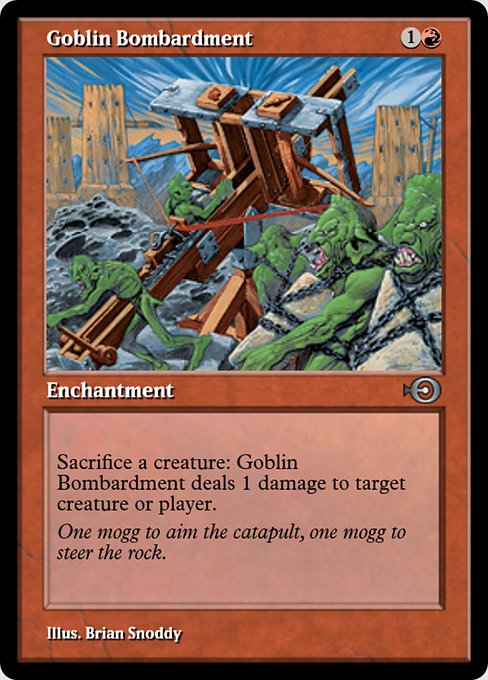 Goblin Bombardment 1
Enchantment
Sacrifice a creature: Goblin
Bombardment deals 1 damage to target
creature or player.
One mogg to aim the catapult, one mogg to
steer the rock.
Illus. Brian Snoddy